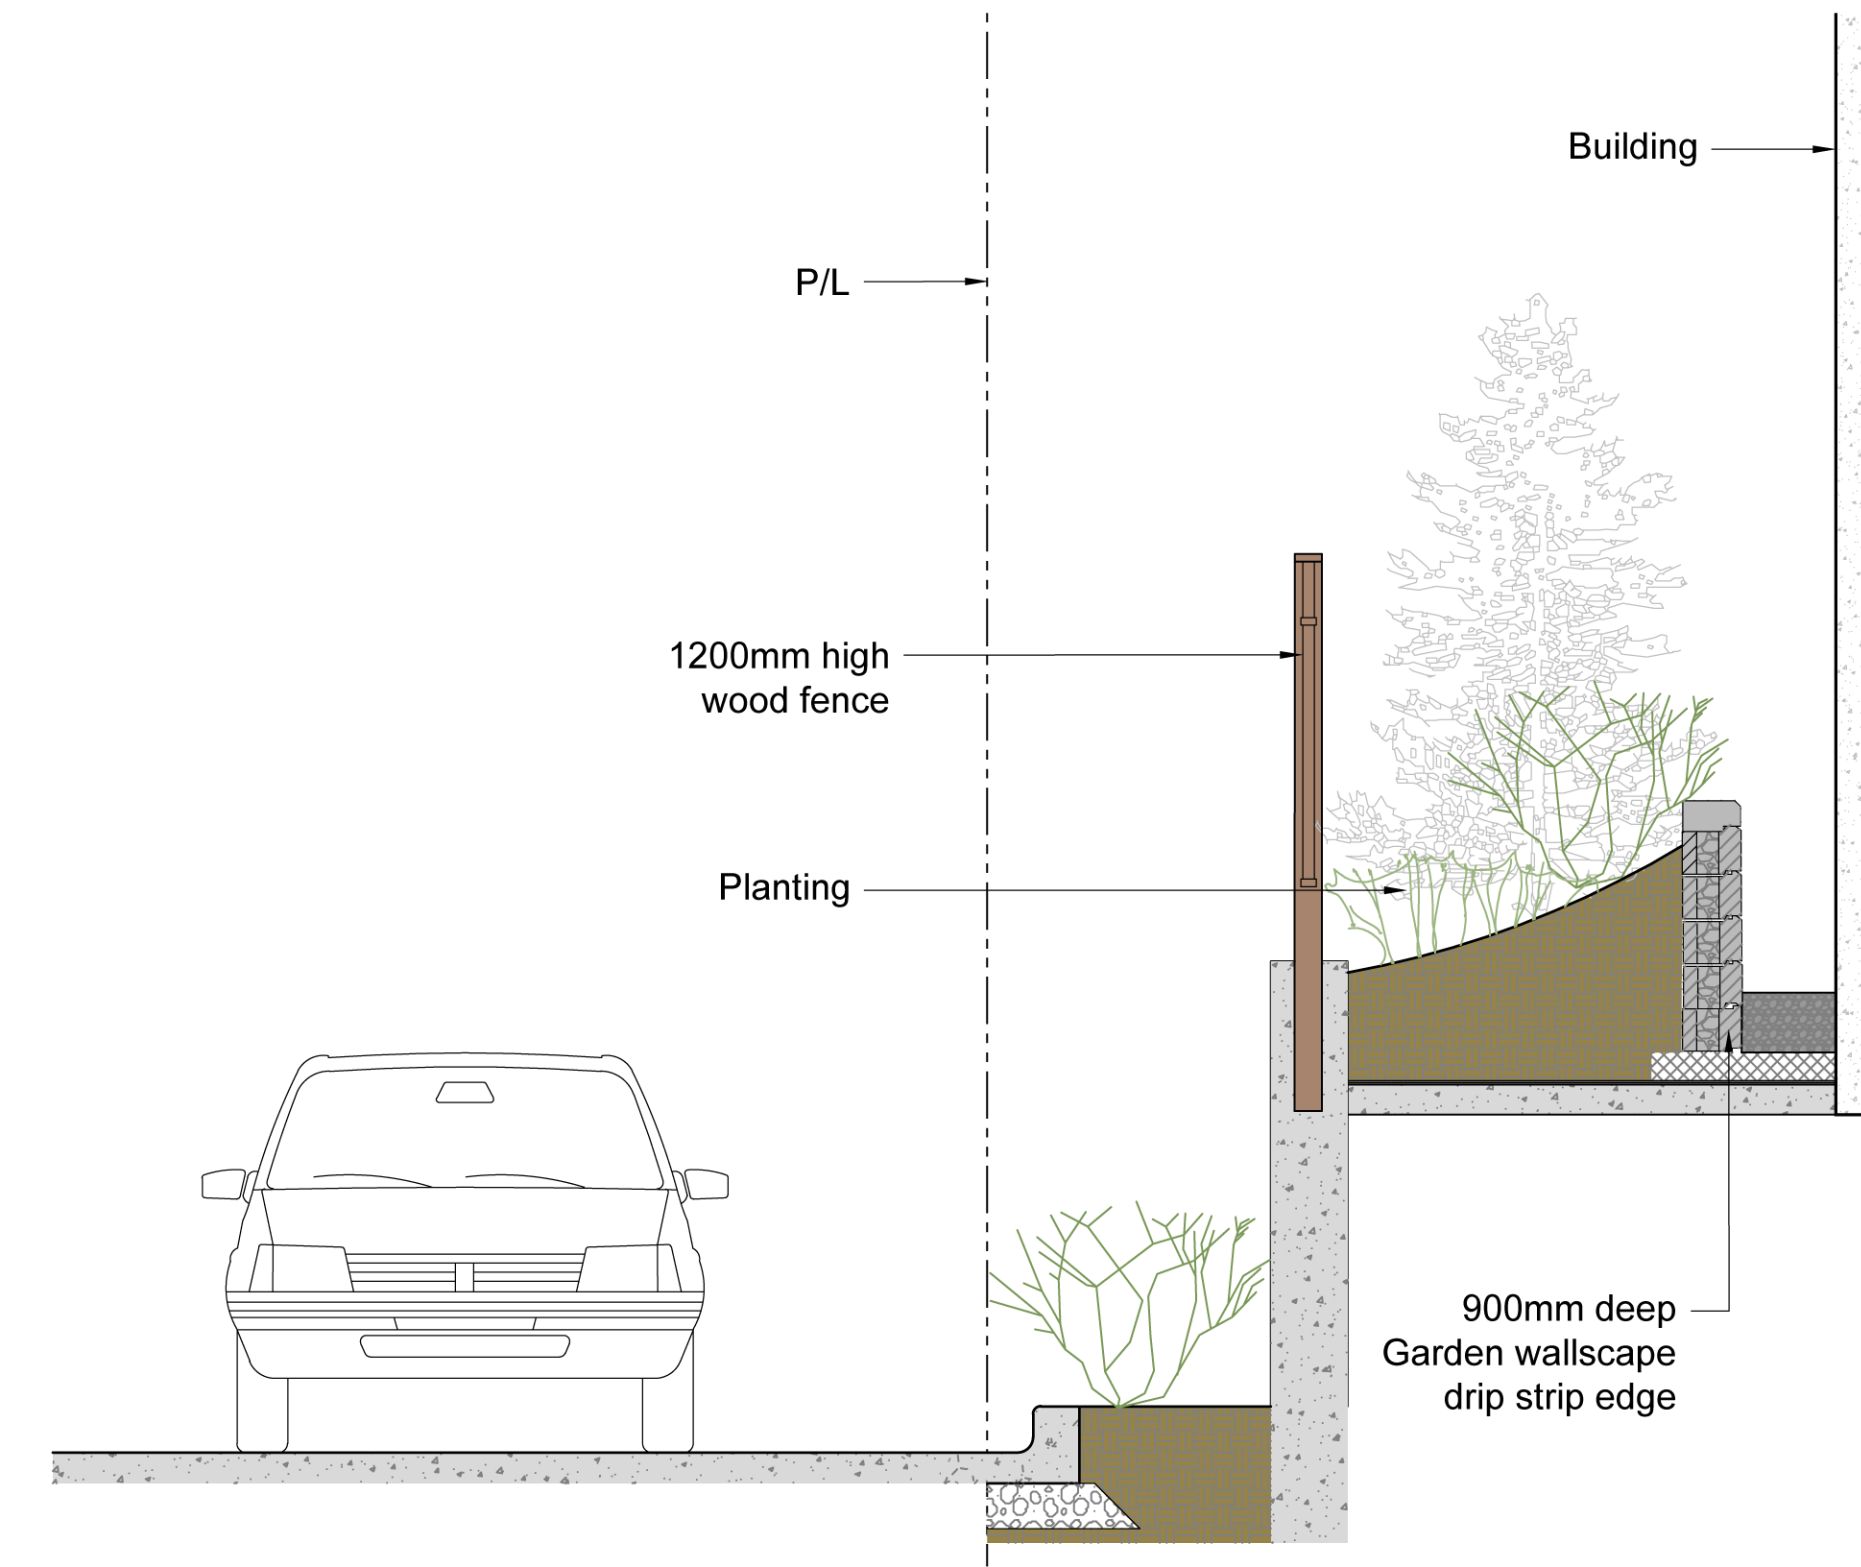 Building
P/L
1200mm high
wood fence
Planting
900mm deep
Garden wallscape
drip strip edge